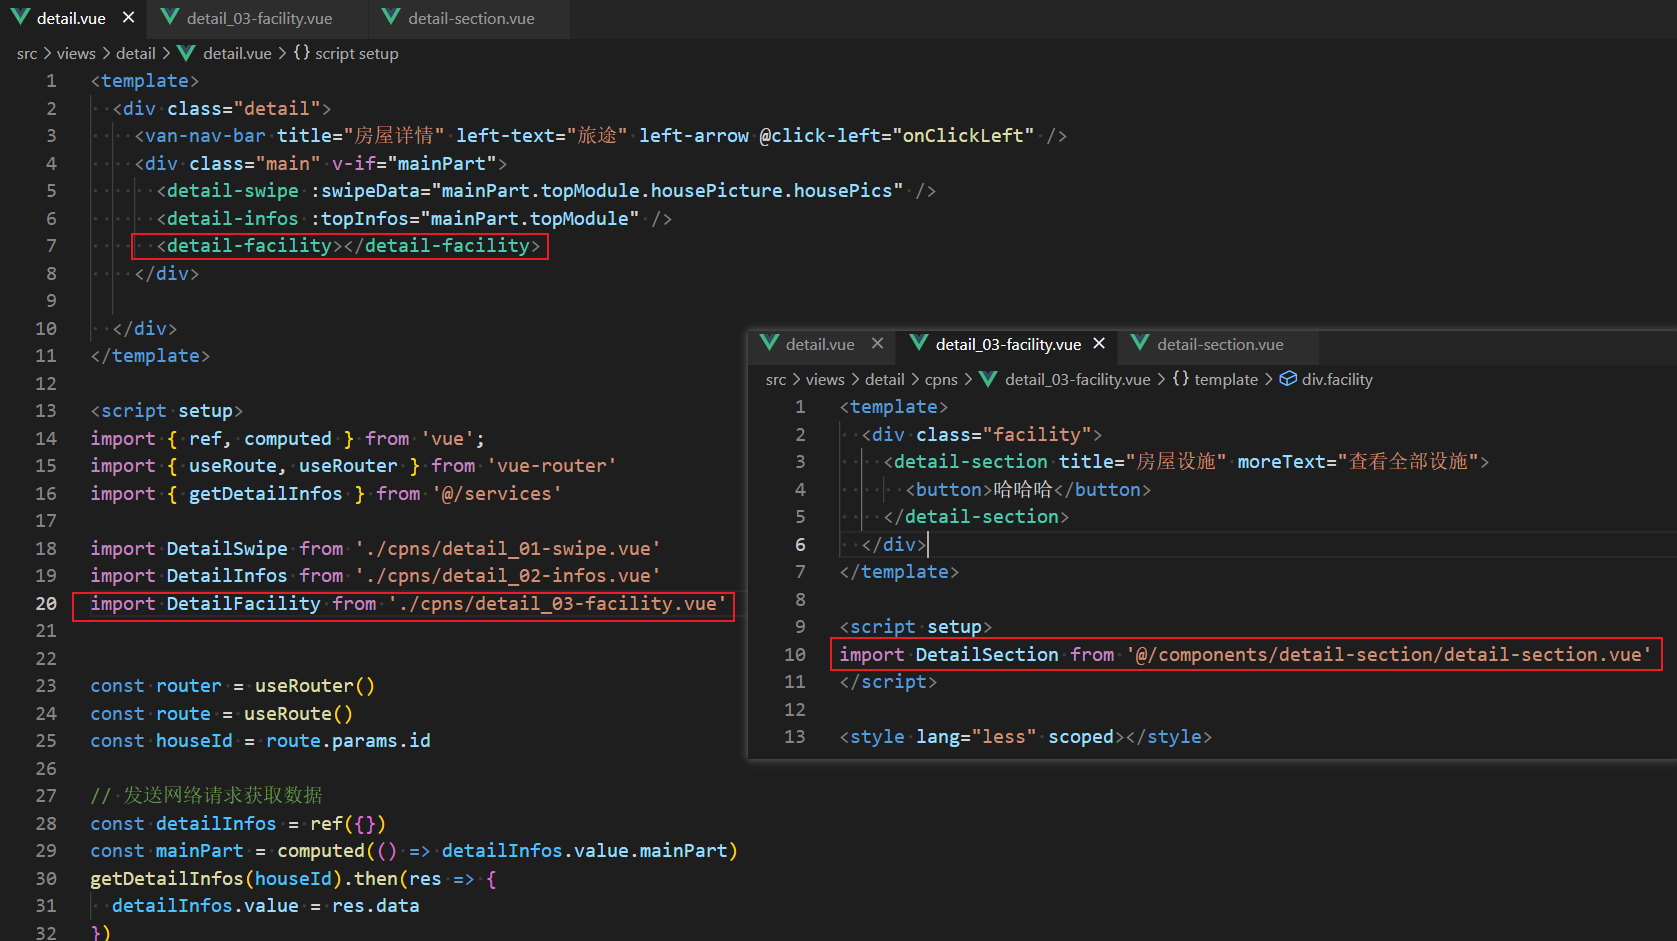 detail.vue × detail_03-facility.vue detail-section.vue
src > views > detail > detail.vue > {} script setup
1 <template>
2 <div class="detail">
3 <van-nav-bar title="房屋详情" left-text="旅途" left-arrow @click-left="onClickLeft" />
4 <div class="main" v-if="mainPart">
5 <detail-swipe :swipeData="mainPart.topModule.housePicture.housePics" />
6 <detail-infos :topInfos="mainPart.topModule" />
7 <detail-facility></detail-facility>
8 </div>
9
10 </div>
11 </template>
12
13 <script setup>
14 import { ref, computed } from 'vue';
15 import { useRoute, useRouter } from 'vue-router'
16 import { getDetailInfos } from '@/services'
17
18 import DetailSwipe from './cpns/detail_01-swipe.vue'
19 import DetailInfos from './cpns/detail_02-infos.vue'
20 import DetailFacility from './cpns/detail_03-facility.vue'
21
22
23 const router = useRouter()
24 const route = useRoute()
25 const houseId = route.params.id
26
27 // 发送网络请求获取数据
28 const detailInfos = ref({})
29 const mainPart = computed(() => detailInfos.value.mainPart)
30 getDetailInfos(houseId).then(res => {
31 detailInfos.value = res.data
32 })
detail.vue × detail_03-facility.vue × detail-section.vue
src > views > detail > cpns > detail_03-facility.vue > {} template > div.facility
1 <template>
2 <div class="facility">
3 <detail-section title="房屋设施" moreText="查看全部设施">
4 <button>哈哈哈</button>
5 </detail-section>
6 </div>
7 </template>
8
9 <script setup>
10 import DetailSection from '@/components/detail-section/detail-section.vue'
11 </script>
12
13 <style lang="less" scoped></style>